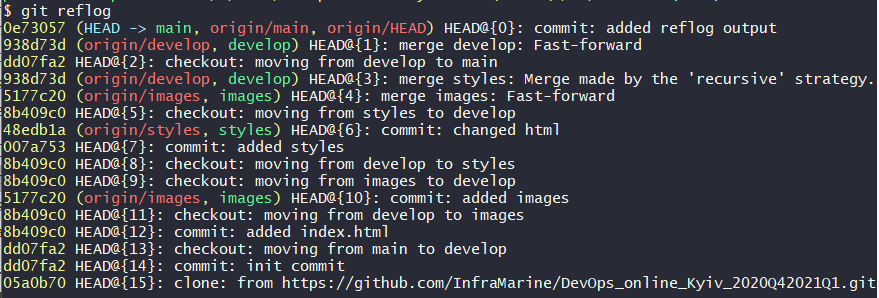 $ git reflog
0e73057 (HEAD -> main, origin/main, origin/HEAD) HEAD@{0}: commit: added reflog output
938d73d (origin/develop, develop) HEAD@{1}: merge develop: Fast-forward
dd07fa2 HEAD@{2}: checkout: moving from develop to main
938d73d (origin/develop, develop) HEAD@{3}: merge styles: Merge made by the 'recursive' strategy.
5177c20 (origin/images, images) HEAD@{4}: merge images: Fast-forward
8b409c0 HEAD@{5}: checkout: moving from styles to develop
48edb1a (origin/styles, styles) HEAD@{6}: commit: changed html
007a753 HEAD@{7}: commit: added styles
8b409c0 HEAD@{8}: checkout: moving from develop to styles
8b409c0 HEAD@{9}: checkout: moving from images to develop
5177c20 (origin/images, images) HEAD@{10}: commit: added images
8b409c0 HEAD@{11}: checkout: moving from develop to images
8b409c0 HEAD@{12}: commit: added index.html
dd07fa2 HEAD@{13}: checkout: moving from main to develop
dd07fa2 HEAD@{14}: commit: init commit
05a0b70 HEAD@{15}: clone: from https://github.com/InfraMarine/DevOps_online_Kyiv_2020Q42021Q1.git